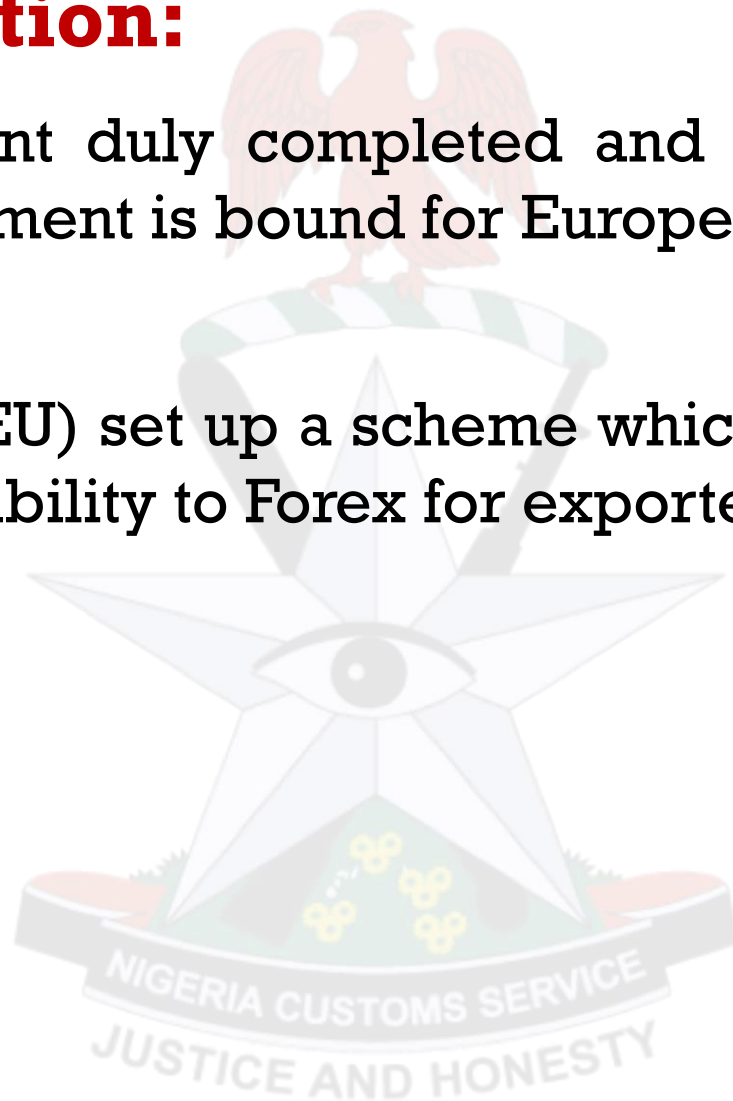 tion:
nt duly completed and
ment is bound for Europe
EU) set up a scheme whic
bility to Forex for exporte
NIGERIA CUSTOMS SERVICE
JUSTICE AND HONESTY